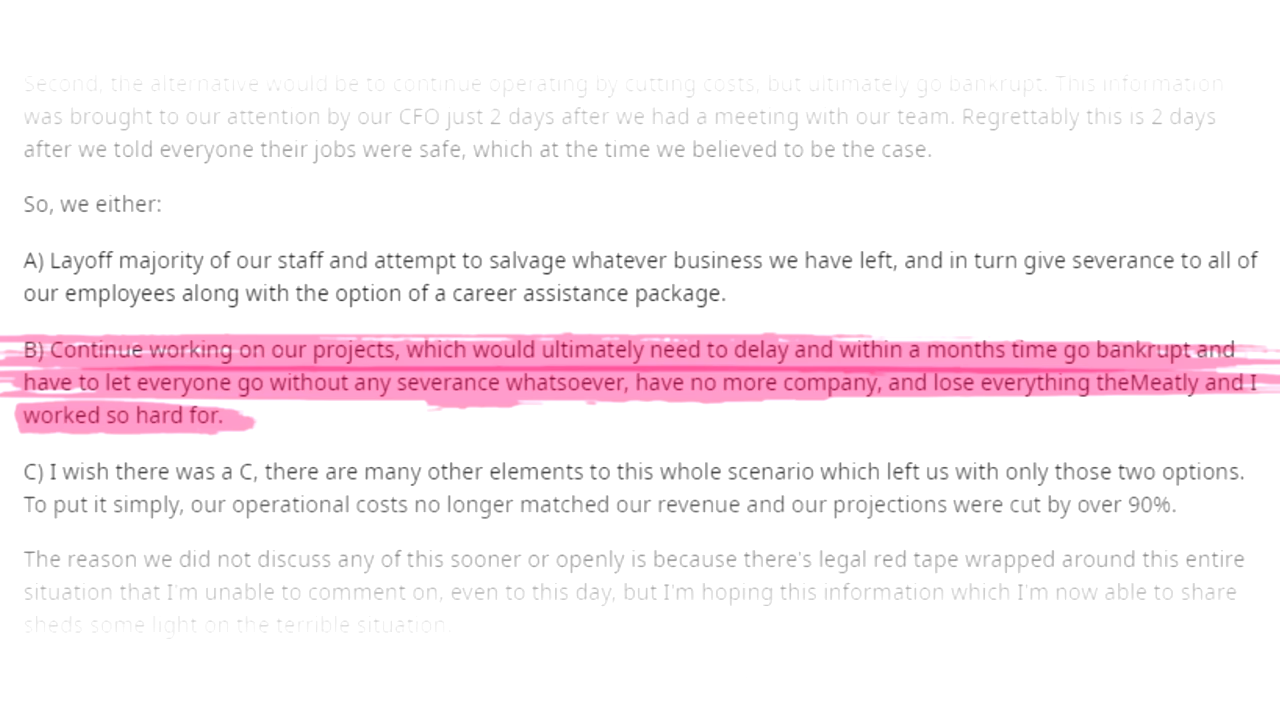 Second, the alternative would be to continue operating by cutting costs, but ultimately go bankrupt. This information
was brought to our attention by our CFO just 2 days after we had a meeting with our team. Regrettably this is 2 days
after we told everyone their jobs were safe, which at the time we believed to be the case.
So, we either:
A) Layoff majority of our staff and attempt to salvage whatever business we have left, and in turn give severance to all of
our employees along with the option of a career assistance package.
B) Continue working on our projects, which would ultimately need to delay and within a months time go bankrupt and
have to let everyone go without any severance whatsoever, have no more company, and lose everything theMeatly and I
worked so hard for.
C) I wish there was a C, there are many other elements to this whole scenario which left us with only those two options.
To put it simply, our operational costs no longer matched our revenue and our projections were cut by over 90%.
The reason we did not discuss any of this sooner or openly is because there's legal red tape wrapped around this entire
situation that I'm unable to comment on, even to this day, but I'm hoping this information which I'm now able to share
sheds some light on the terrible situation.